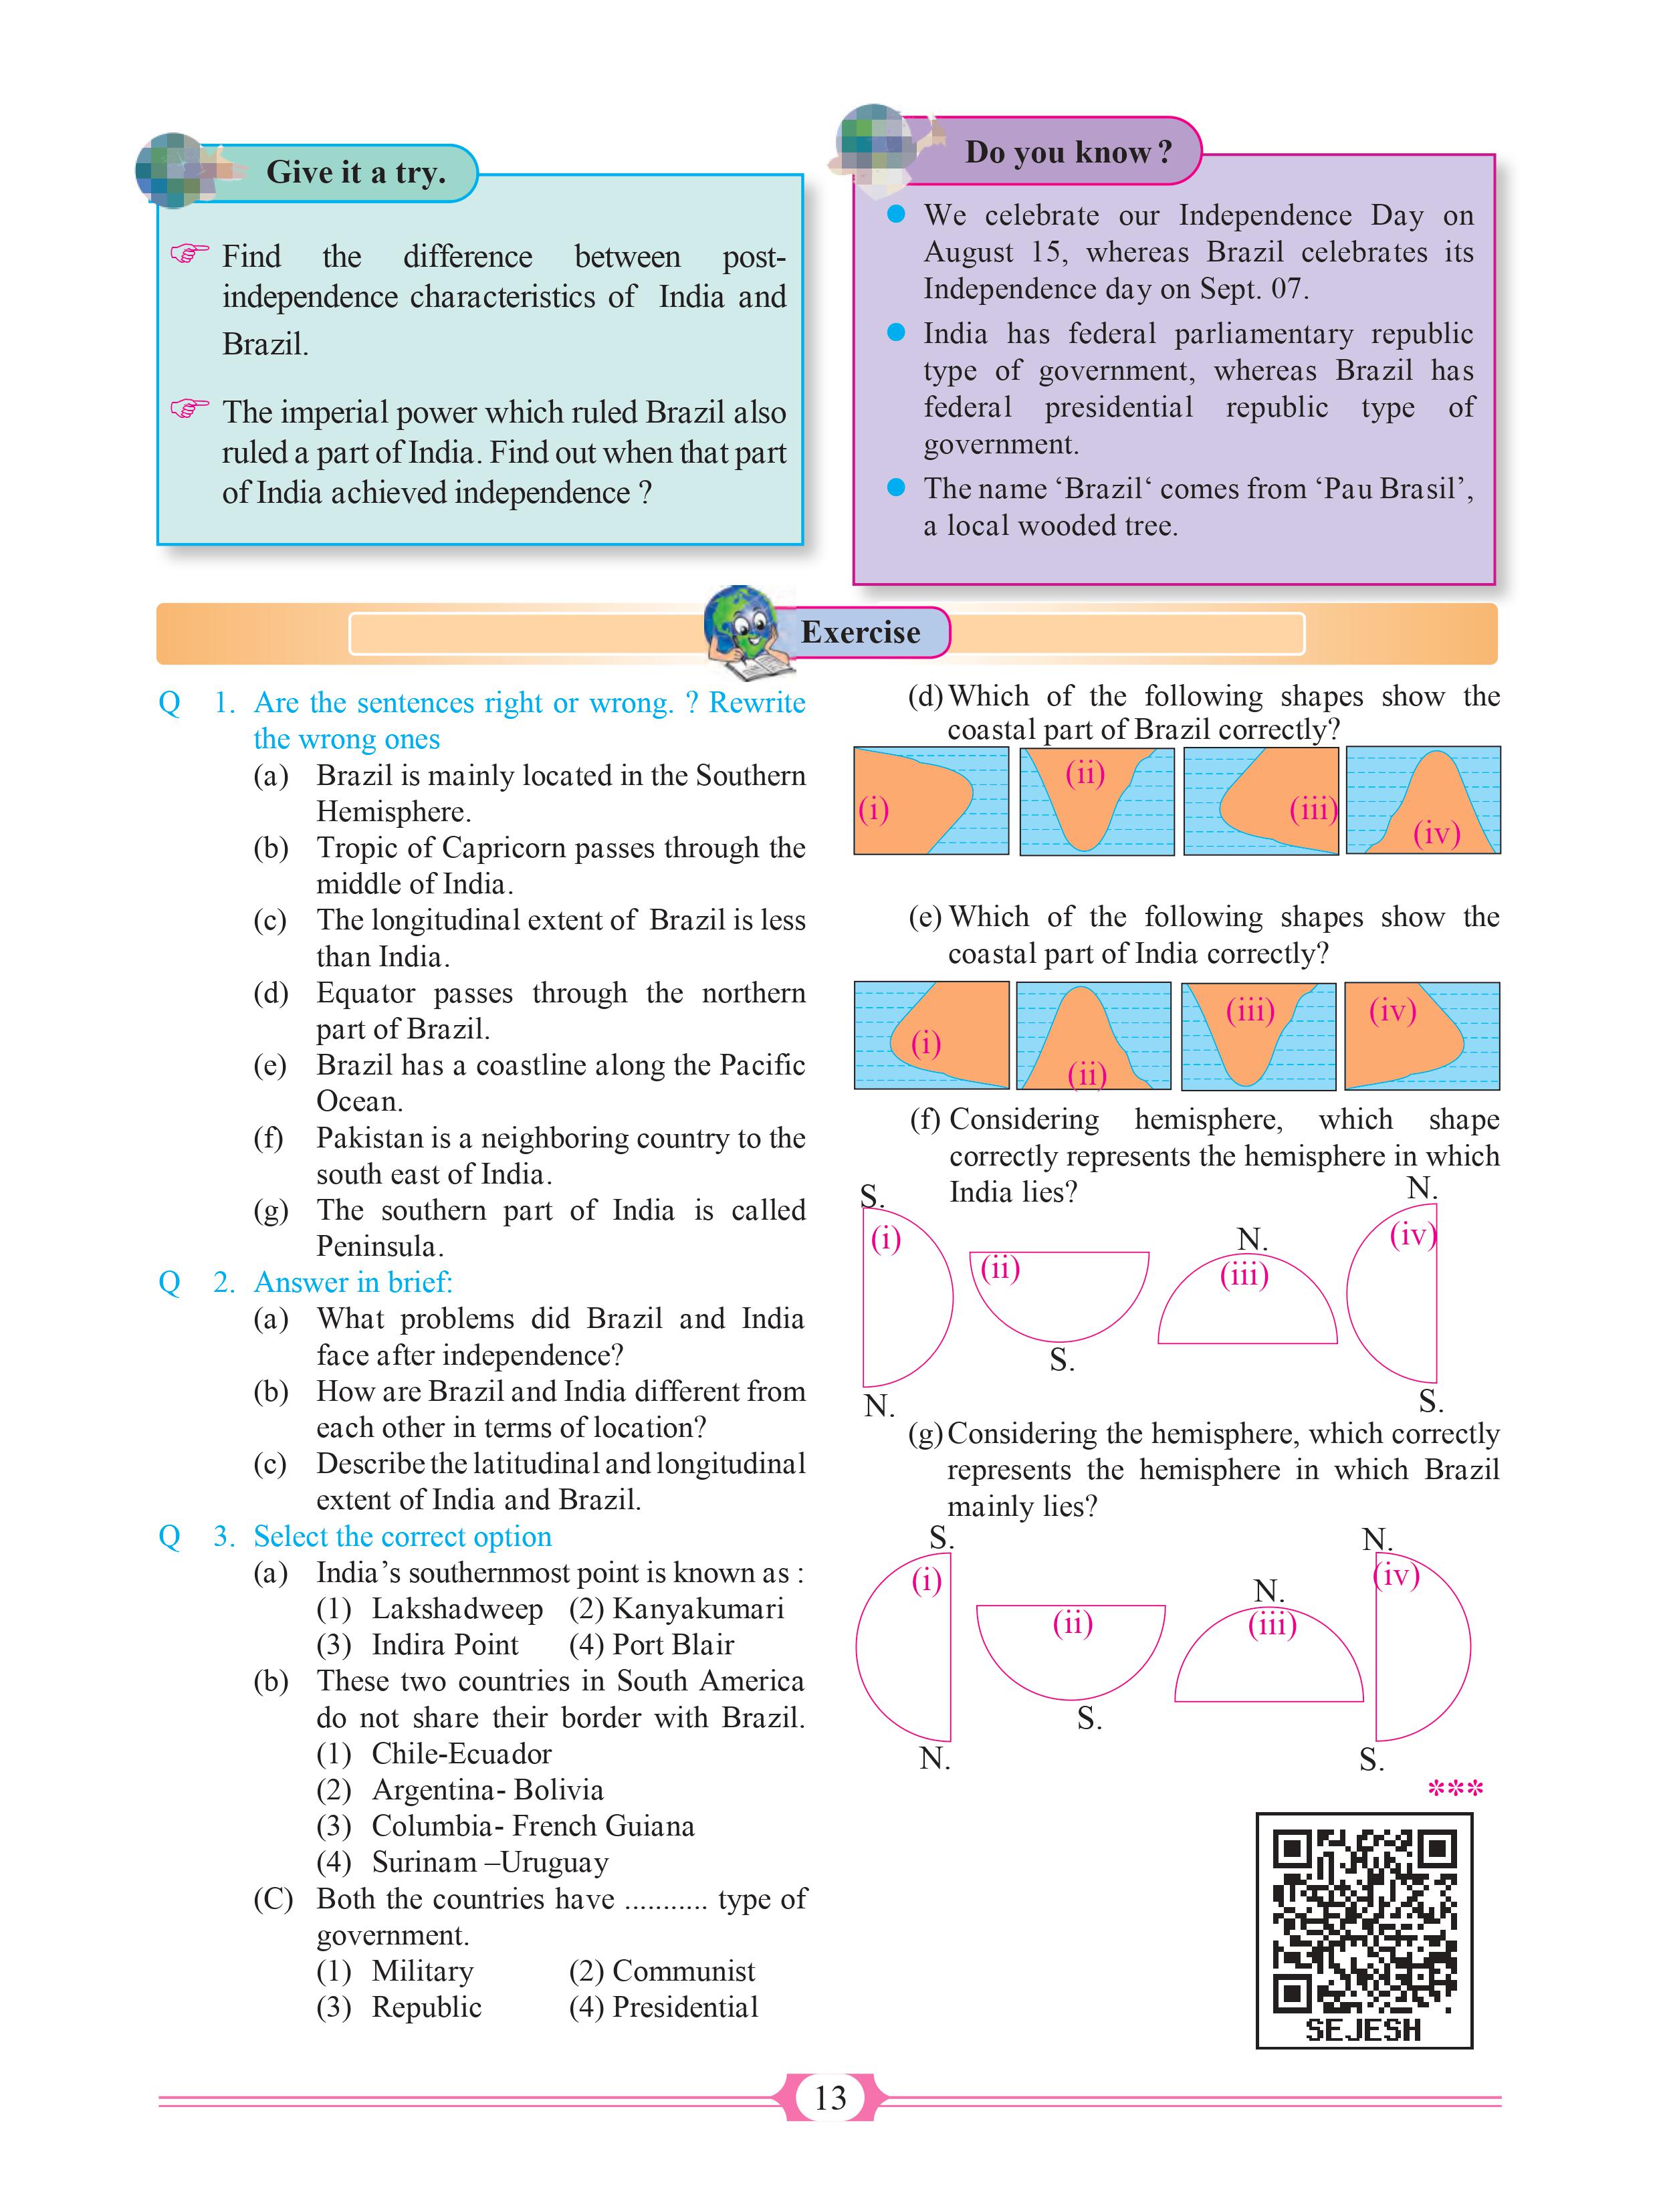 Give it a try.
Find the difference between post-
independence characteristics of India and
Brazil.
The imperial power which ruled Brazil also
ruled a part of India. Find out when that part
of India achieved independence ?
Do you know ?
We celebrate our Independence Day on
August 15, whereas Brazil celebrates its
Independence day on Sept. 07.
India has federal parliamentary republic
type of government, whereas Brazil has
federal presidential republic type of
government.
The name ‘Brazil‘ comes from ‘Pau Brasil’,
a local wooded tree.
Exercise
Q 1. Are the sentences right or wrong. ? Rewrite
the wrong ones
(a) Brazil is mainly located in the Southern
Hemisphere.
(b) Tropic of Capricorn passes through the
middle of India.
(c) The longitudinal extent of Brazil is less
than India.
(d) Equator passes through the northern
part of Brazil.
(e) Brazil has a coastline along the Pacific
Ocean.
(f) Pakistan is a neighboring country to the
south east of India.
(g) The southern part of India is called
Peninsula.
Q 2. Answer in brief:
(a) What problems did Brazil and India
face after independence?
(b) How are Brazil and India different from
each other in terms of location?
(c) Describe the latitudinal and longitudinal
extent of India and Brazil.
Q 3. Select the correct option
(a) India’s southernmost point is known as :
(1) Lakshadweep (2) Kanyakumari
(3) Indira Point (4) Port Blair
(b) These two countries in South America
do not share their border with Brazil.
(1) Chile-Ecuador
(2) Argentina- Bolivia
(3) Columbia- French Guiana
(4) Surinam –Uruguay
(C) Both the countries have ........... type of
government.
(1) Military (2) Communist
(3) Republic (4) Presidential
(d) Which of the following shapes show the
coastal part of Brazil correctly?
(i) (ii) (iii) (iv)
(e) Which of the following shapes show the
coastal part of India correctly?
(i) (ii) (iii) (iv)
(f) Considering hemisphere, which shape
correctly represents the hemisphere in which
India lies?
S. N.
(i) (ii) N. (iii) (iv)
S.
N. S.
(g) Considering the hemisphere, which correctly
represents the hemisphere in which Brazil
mainly lies?
S. N.
(i) (ii) N. (iii) (iv)
S.
N. S.
***
SEJESH
13